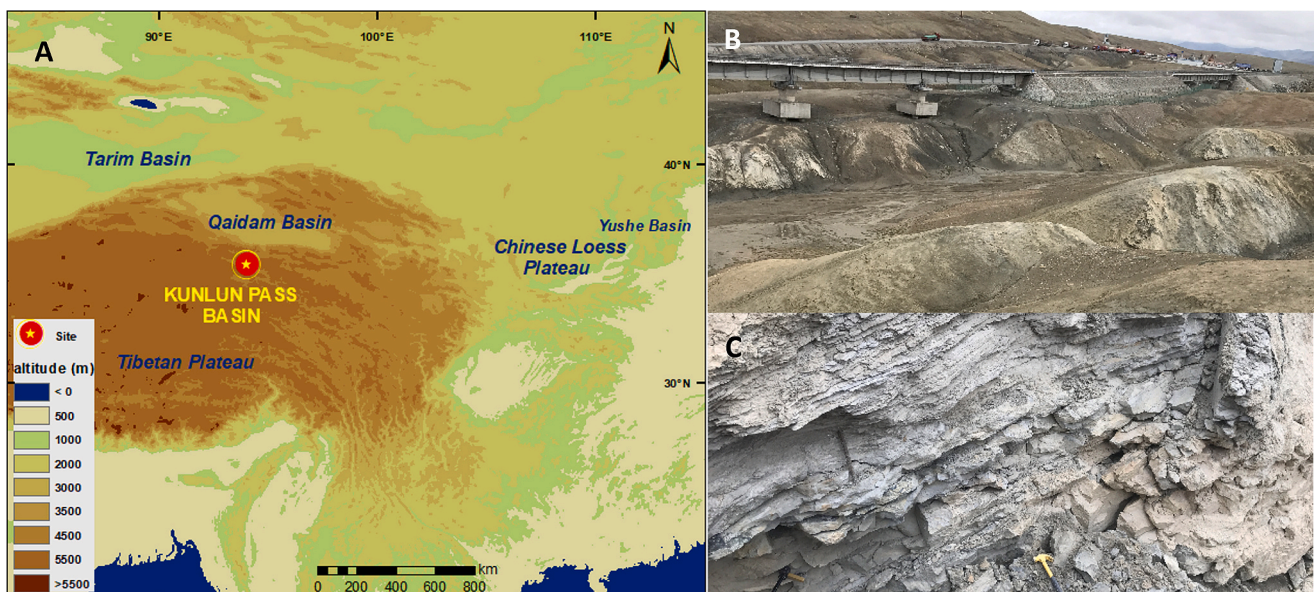 A
90°E
100°E
110°E
N
Tarim Basin
40°N
Qaidam Basin
Yushe Basin
Chinese Loess
Plateau
KUNLUN PASS
BASIN
Site
altitude (m)
Tibetan Plateau
30°N
< 0
500
1000
2000
3000
3500
4500
5500
>5500
km
0
200
400
600
800
B
C